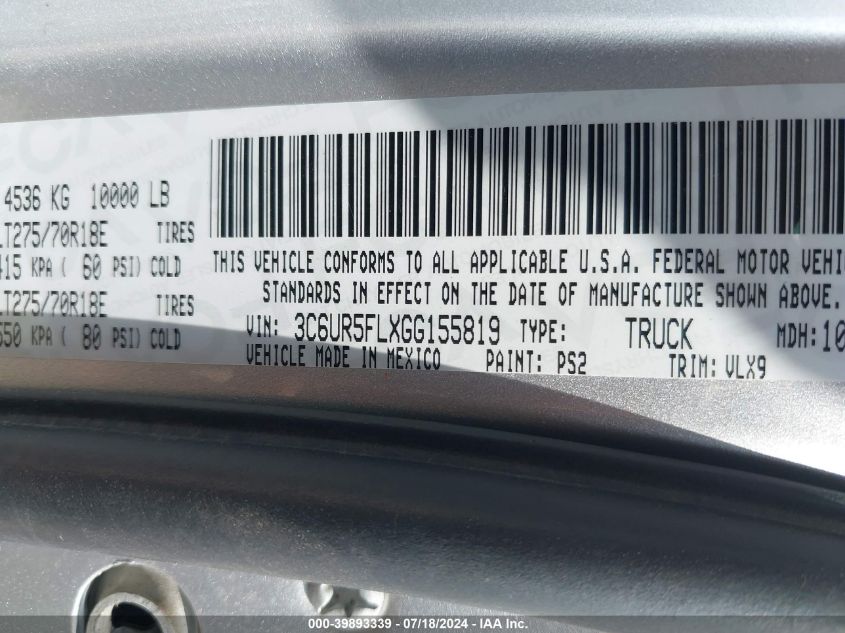 4536 KG 10000 LB
LT275/70R18E TIRES
415 KPA ( 60 PSI) COLD
LT275/70R18E TIRES
550 KPA ( 80 PSI) COLD
THIS VEHICLE CONFORMS TO ALL APPLICABLE U.S.A. FEDERAL MOTOR VEHI
STANDARDS IN EFFECT ON THE DATE OF MANUFACTURE SHOWN ABOVE.
VIN: 3C6UR5FLXGG155819 TYPE: TRUCK MDH: 10
VEHICLE MADE IN MEXICO PAINT: PS2 TRIM: VLX9
000-39893339 - 07/18/2024 - IAA Inc.